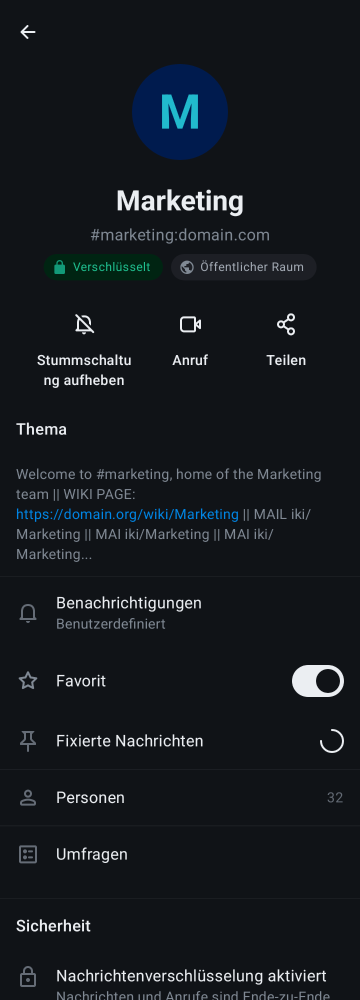 M
Marketing
#marketing:domain.com
Verschlüsselt
Öffentlicher Raum
Stummschaltu
ng aufheben
Anruf
Teilen
Thema
Welcome to #marketing, home of the Marketing
team || WIKI PAGE:
https://domain.org/wiki/Marketing || MAIL iki/
Marketing || MAI iki/Marketing || MAI iki/
Marketing...
Benachrichtigungen
Benutzerdefiniert
Favorit
Fixierte Nachrichten
Personen
32
Umfragen
Sicherheit
Nachrichtenverschlüsselung aktiviert
Nachrichten und Anrufe sind Ende-zu-Ende